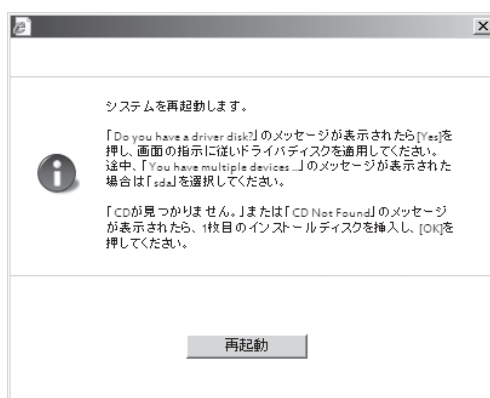 システムを再起動します。
「Do you have a driver disk?」のメッセージが表示されたら[Yes]を
押し、画面の指示に従いドライバディスクを適用してください。
途中、「You have multiple devices...」のメッセージが表示された
場合は「sda」を選択してください。
「CDが見つかりません。」または「CD Not Found」のメッセージ
が表示されたら、1枚目のインストールディスクを挿入し、[OK]を
押してください。
再起動